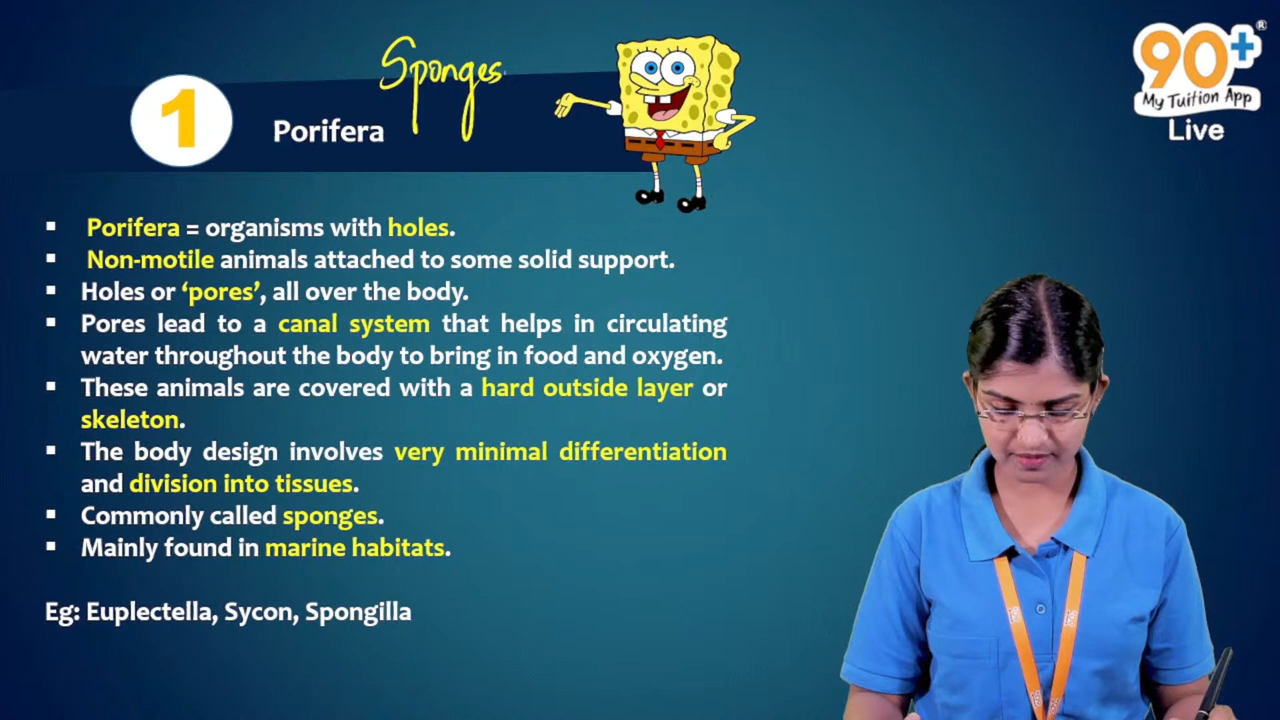 Sponges
1
Porifera
90+
®
My Tuition App
Live
▪ Porifera = organisms with holes.
▪ Non-motile animals attached to some solid support.
▪ Holes or ‘pores’, all over the body.
▪ Pores lead to a canal system that helps in circulating
water throughout the body to bring in food and oxygen.
▪ These animals are covered with a hard outside layer or
skeleton.
▪ The body design involves very minimal differentiation
and division into tissues.
▪ Commonly called sponges.
▪ Mainly found in marine habitats.
Eg: Euplectella, Sycon, Spongilla